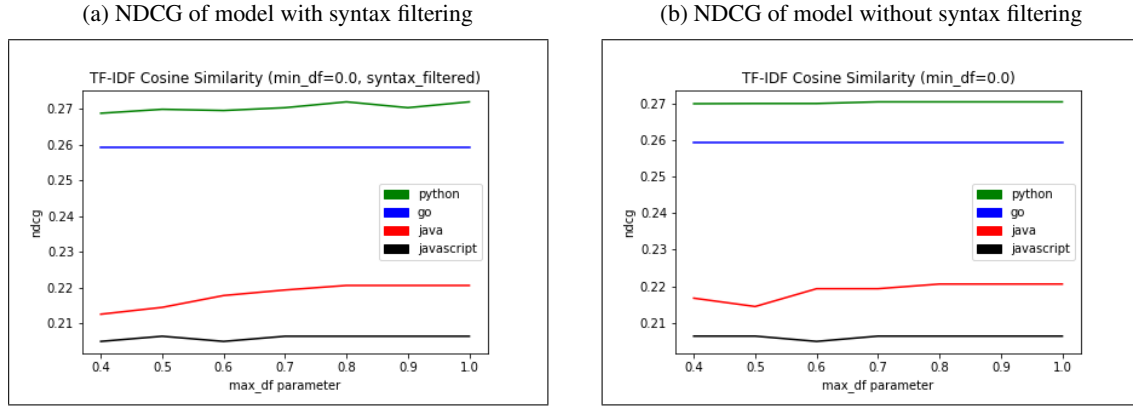 (a) NDCG of model with syntax filtering
TF-IDF Cosine Similarity (min_df=0.0, syntax_filtered)
0.27
0.26
0.25
0.24
0.23
0.22
0.21
ndcg
python
go
java
javascript
0.4 0.5 0.6 0.7 0.8 0.9 1.0
max_df parameter
(b) NDCG of model without syntax filtering
TF-IDF Cosine Similarity (min_df=0.0)
0.27
0.26
0.25
0.24
0.23
0.22
0.21
ndcg
python
go
java
javascript
0.4 0.5 0.6 0.7 0.8 0.9 1.0
max_df parameter